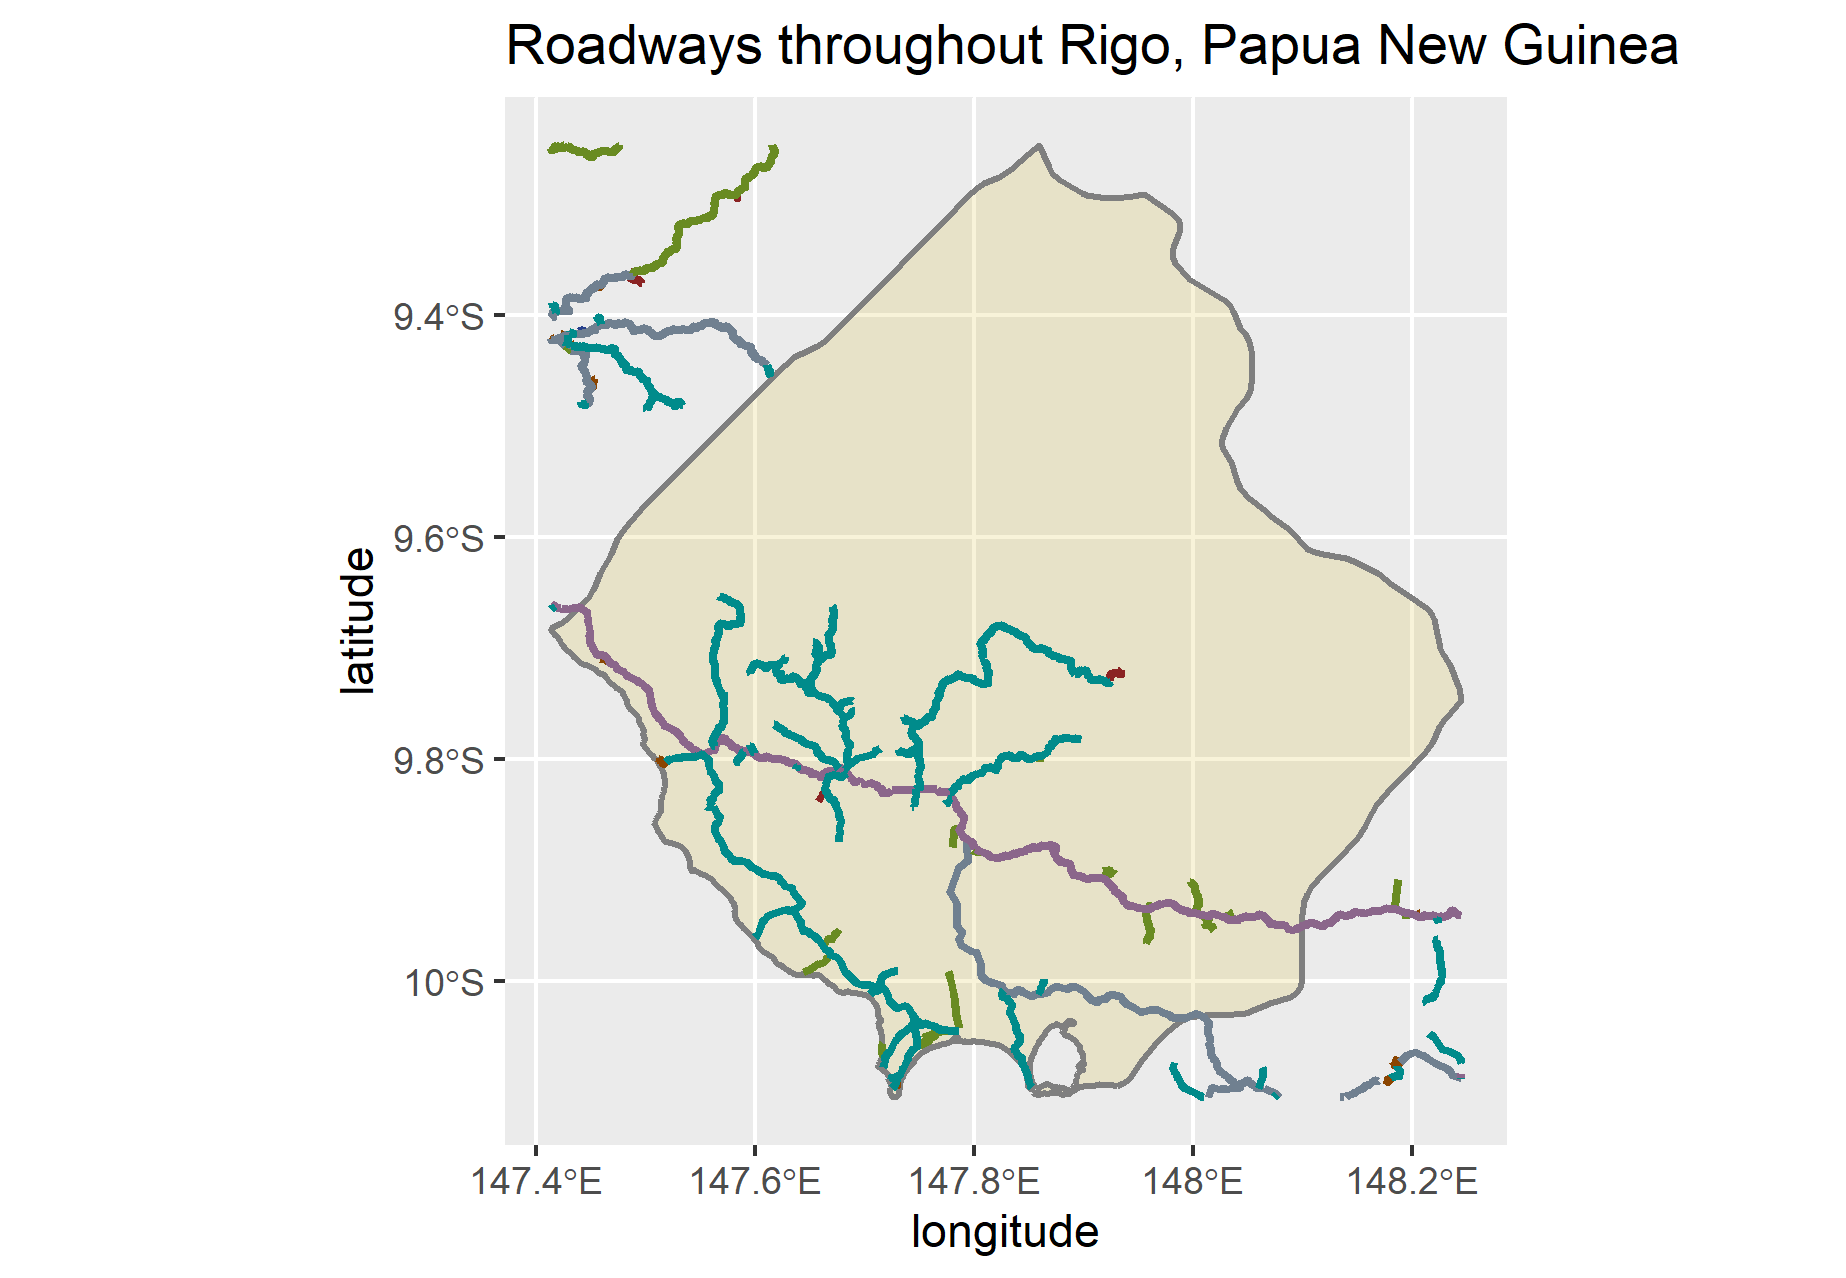 Roadways throughout Rigo, Papua New Guinea
9.4°S
9.6°S
9.8°S
10°S
latitude
147.4°E 147.6°E 147.8°E 148°E 148.2°E
longitude